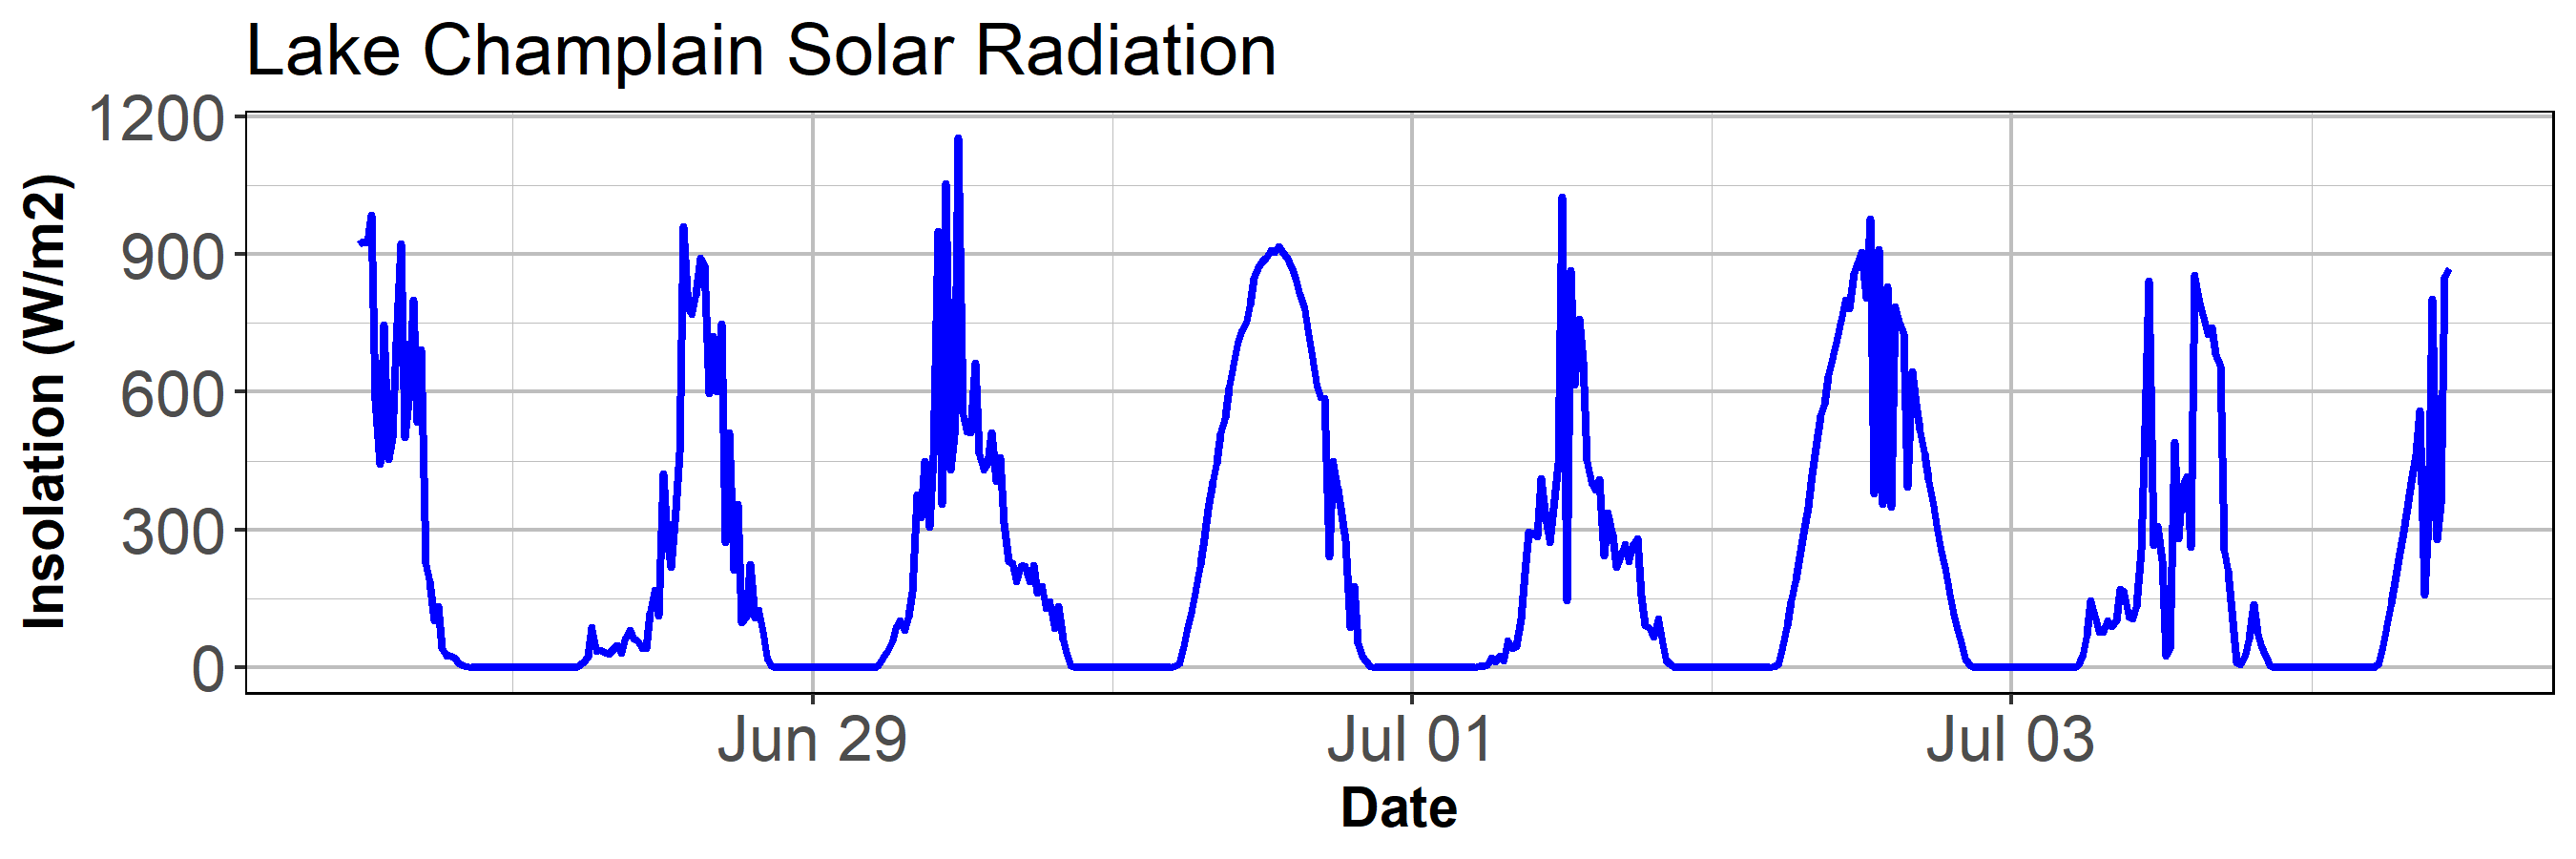 Lake Champlain Solar Radiation
1200
900
600
300
0
Insolation (W/m2)
Jun 29 Jul 01 Jul 03
Date